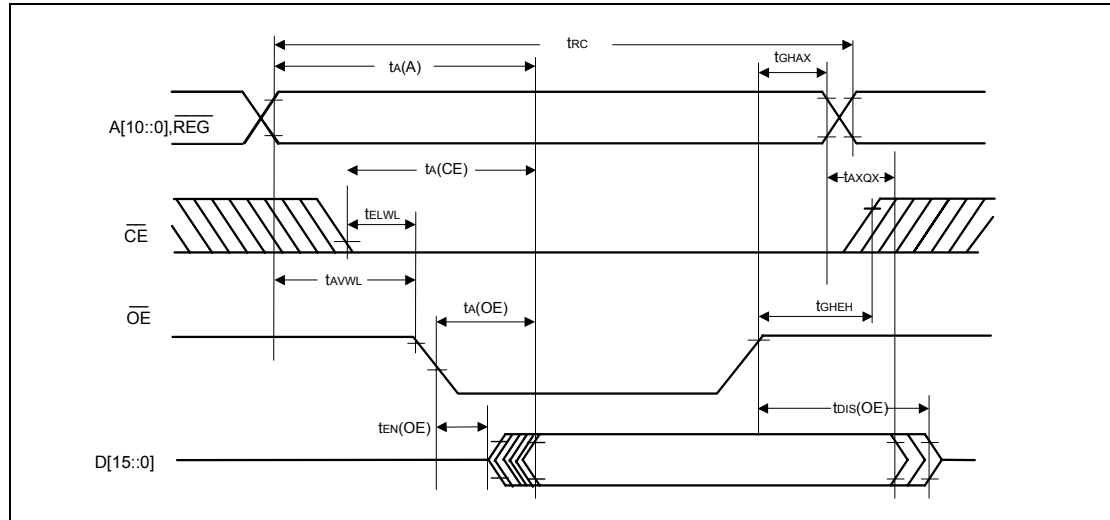 tRC
tA(A)
tGHAX
A[10::0],REG
tA(CE)
tAXQX
tELWL
CE
tAVWL
tA(OE)
tGHEH
OE
tDIS(OE)
tEN(OE)
D[15::0]